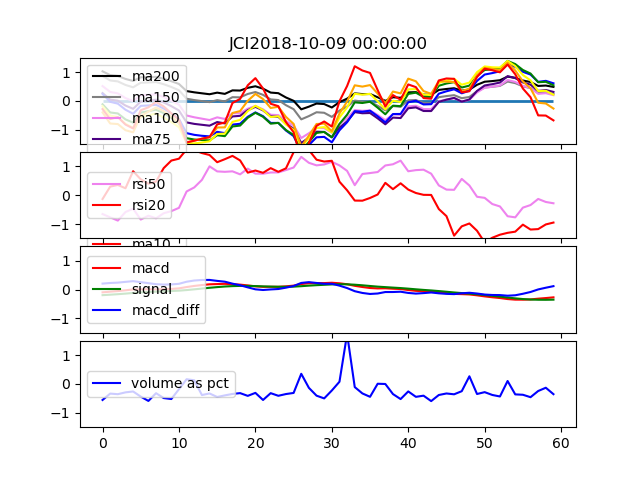 JCI2018-10-09 00:00:00
1
0
−1
ma200
ma150
ma100
ma75
1
0
−1
rsi50
rsi20
ma10
1
0
−1
macd
signal
macd_diff
1
0
−1
volume as pct
0 10 20 30 40 50 60